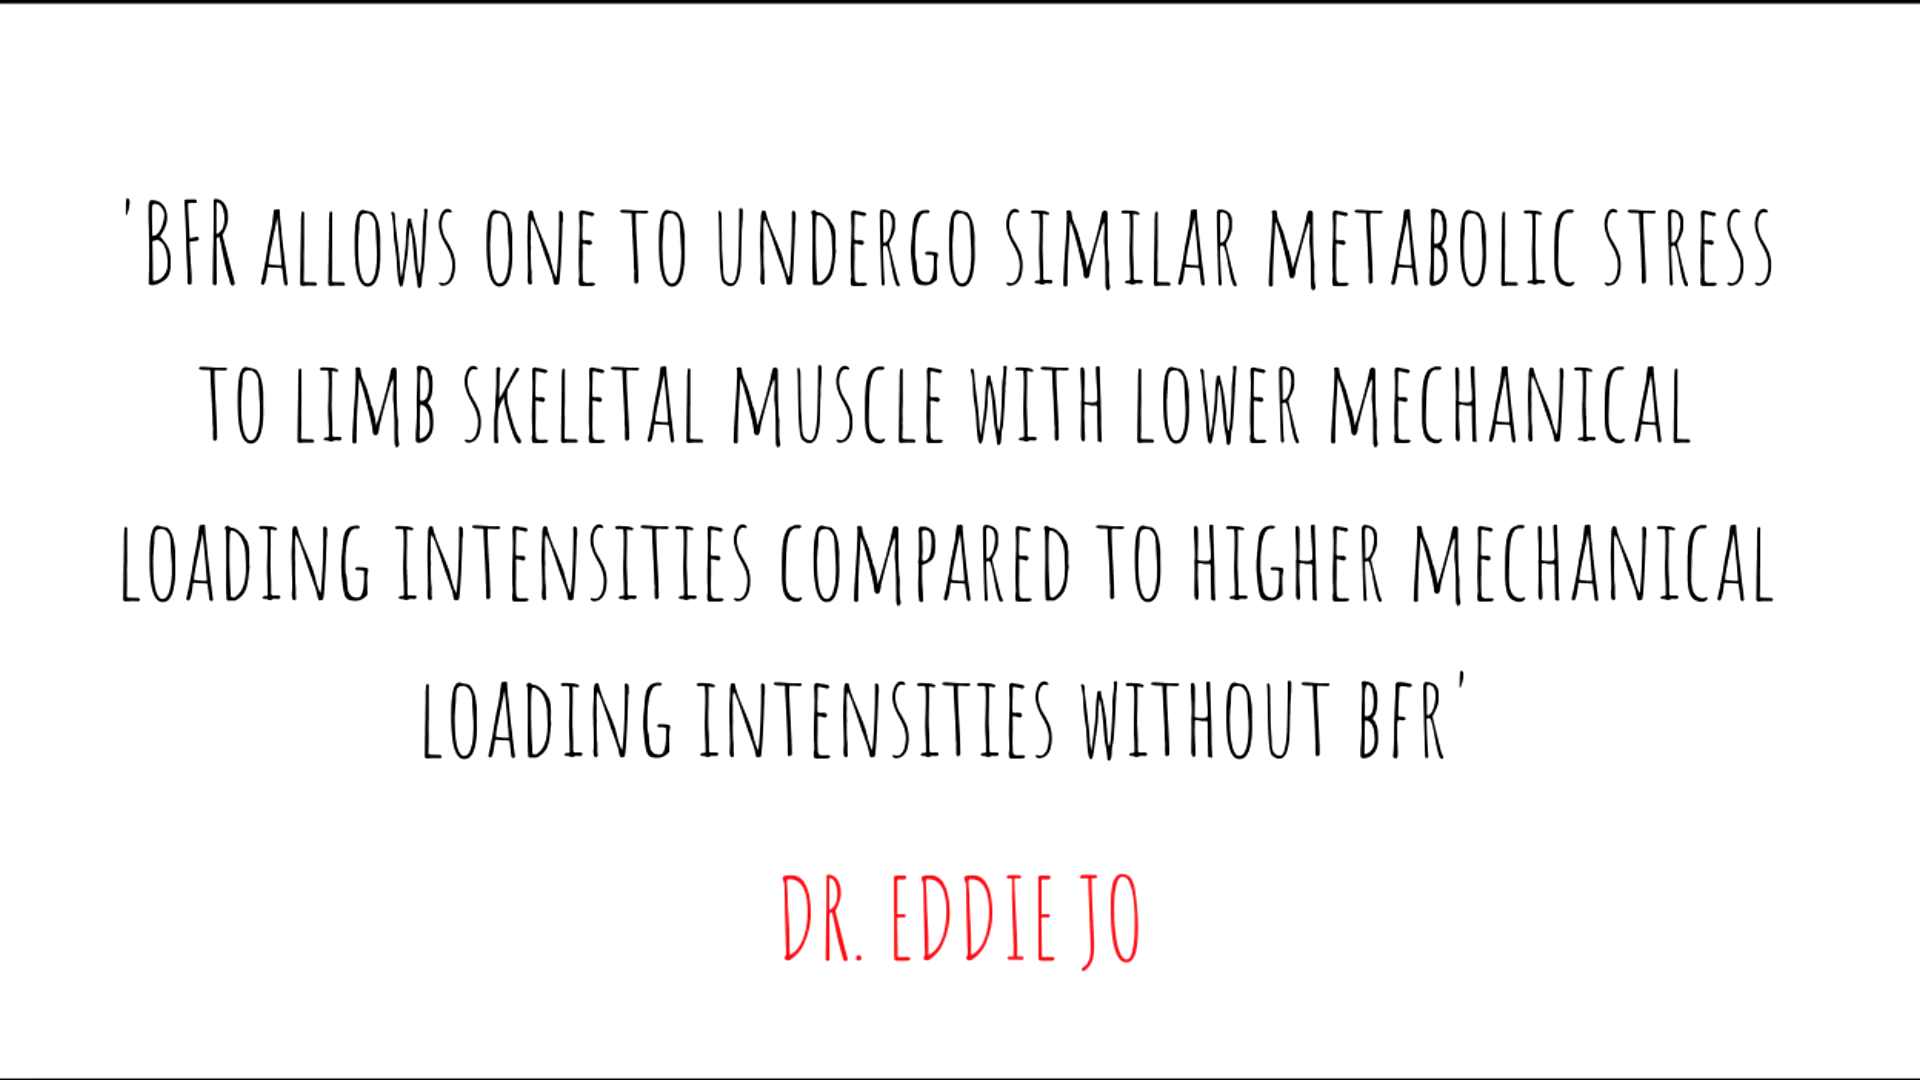 'BFR ALLOWS ONE TO UNDERGO SIMILAR METABOLIC STRESS
TO LIMB SKELETAL MUSCLE WITH LOWER MECHANICAL
LOADING INTENSITIES COMPARED TO HIGHER MECHANICAL
LOADING INTENSITIES WITHOUT BFR'
DR. EDDIE JO